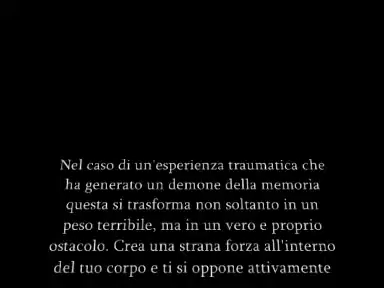 Nel caso di un'esperienza traumatica che
ha generato un demone della memoria
questa si trasforma non soltanto in un
peso terribile, ma in un vero e proprio
ostacolo. Crea una strana forza all'interno
del tuo corpo e ti si oppone attivamente